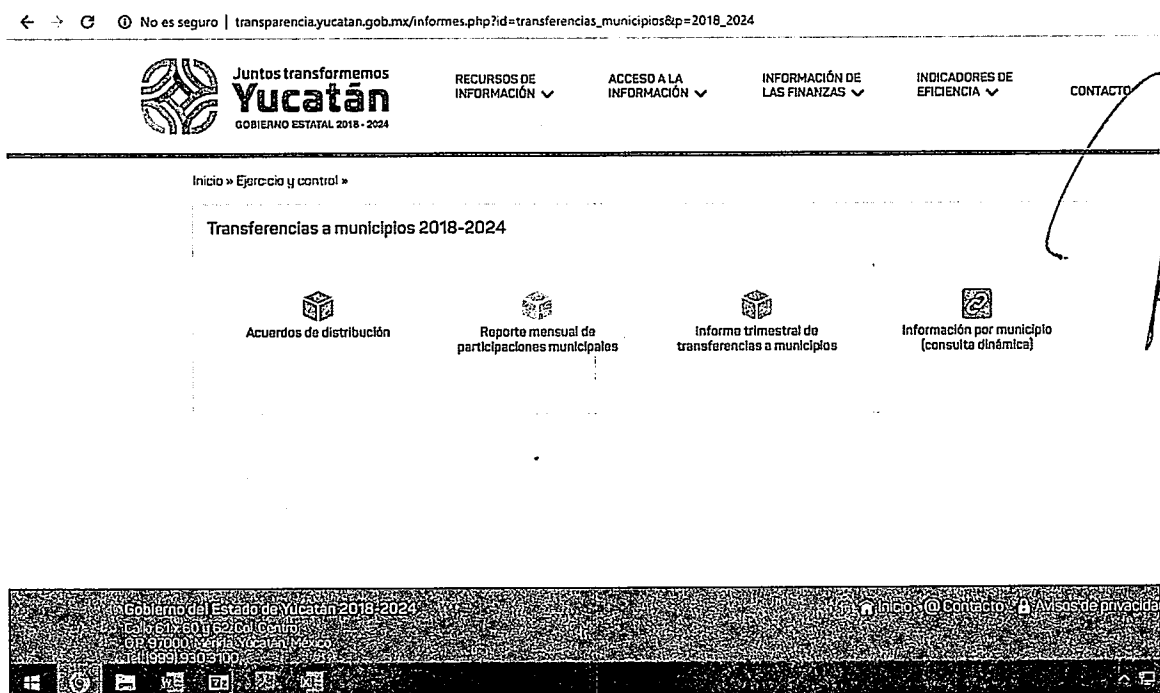 No es seguro | transparencia.yucatan.gob.mx/informes.php?id=transferencias_municipios&p=2018_2024
Juntos transformemos
Yucatán
GOBIERNO ESTATAL 2018 - 2024
RECURSOS DE
INFORMACIÓN
ACCESO A LA
INFORMACIÓN
INFORMACIÓN DE
LAS FINANZAS
INDICADORES DE
EFICIENCIA
CONTACTO
Inicio » Ejercicio y control »
Transferencias a municipios 2018-2024
Acuerdos de distribución
Reporte mensual de
participaciones municipales
Informe trimestral de
transferencias a municipios
Información por municipio
(consulta dinámica)
Gobierno del Estado de Yucatán 2018-2024
Inicio @ Contacto Avisos de privacida